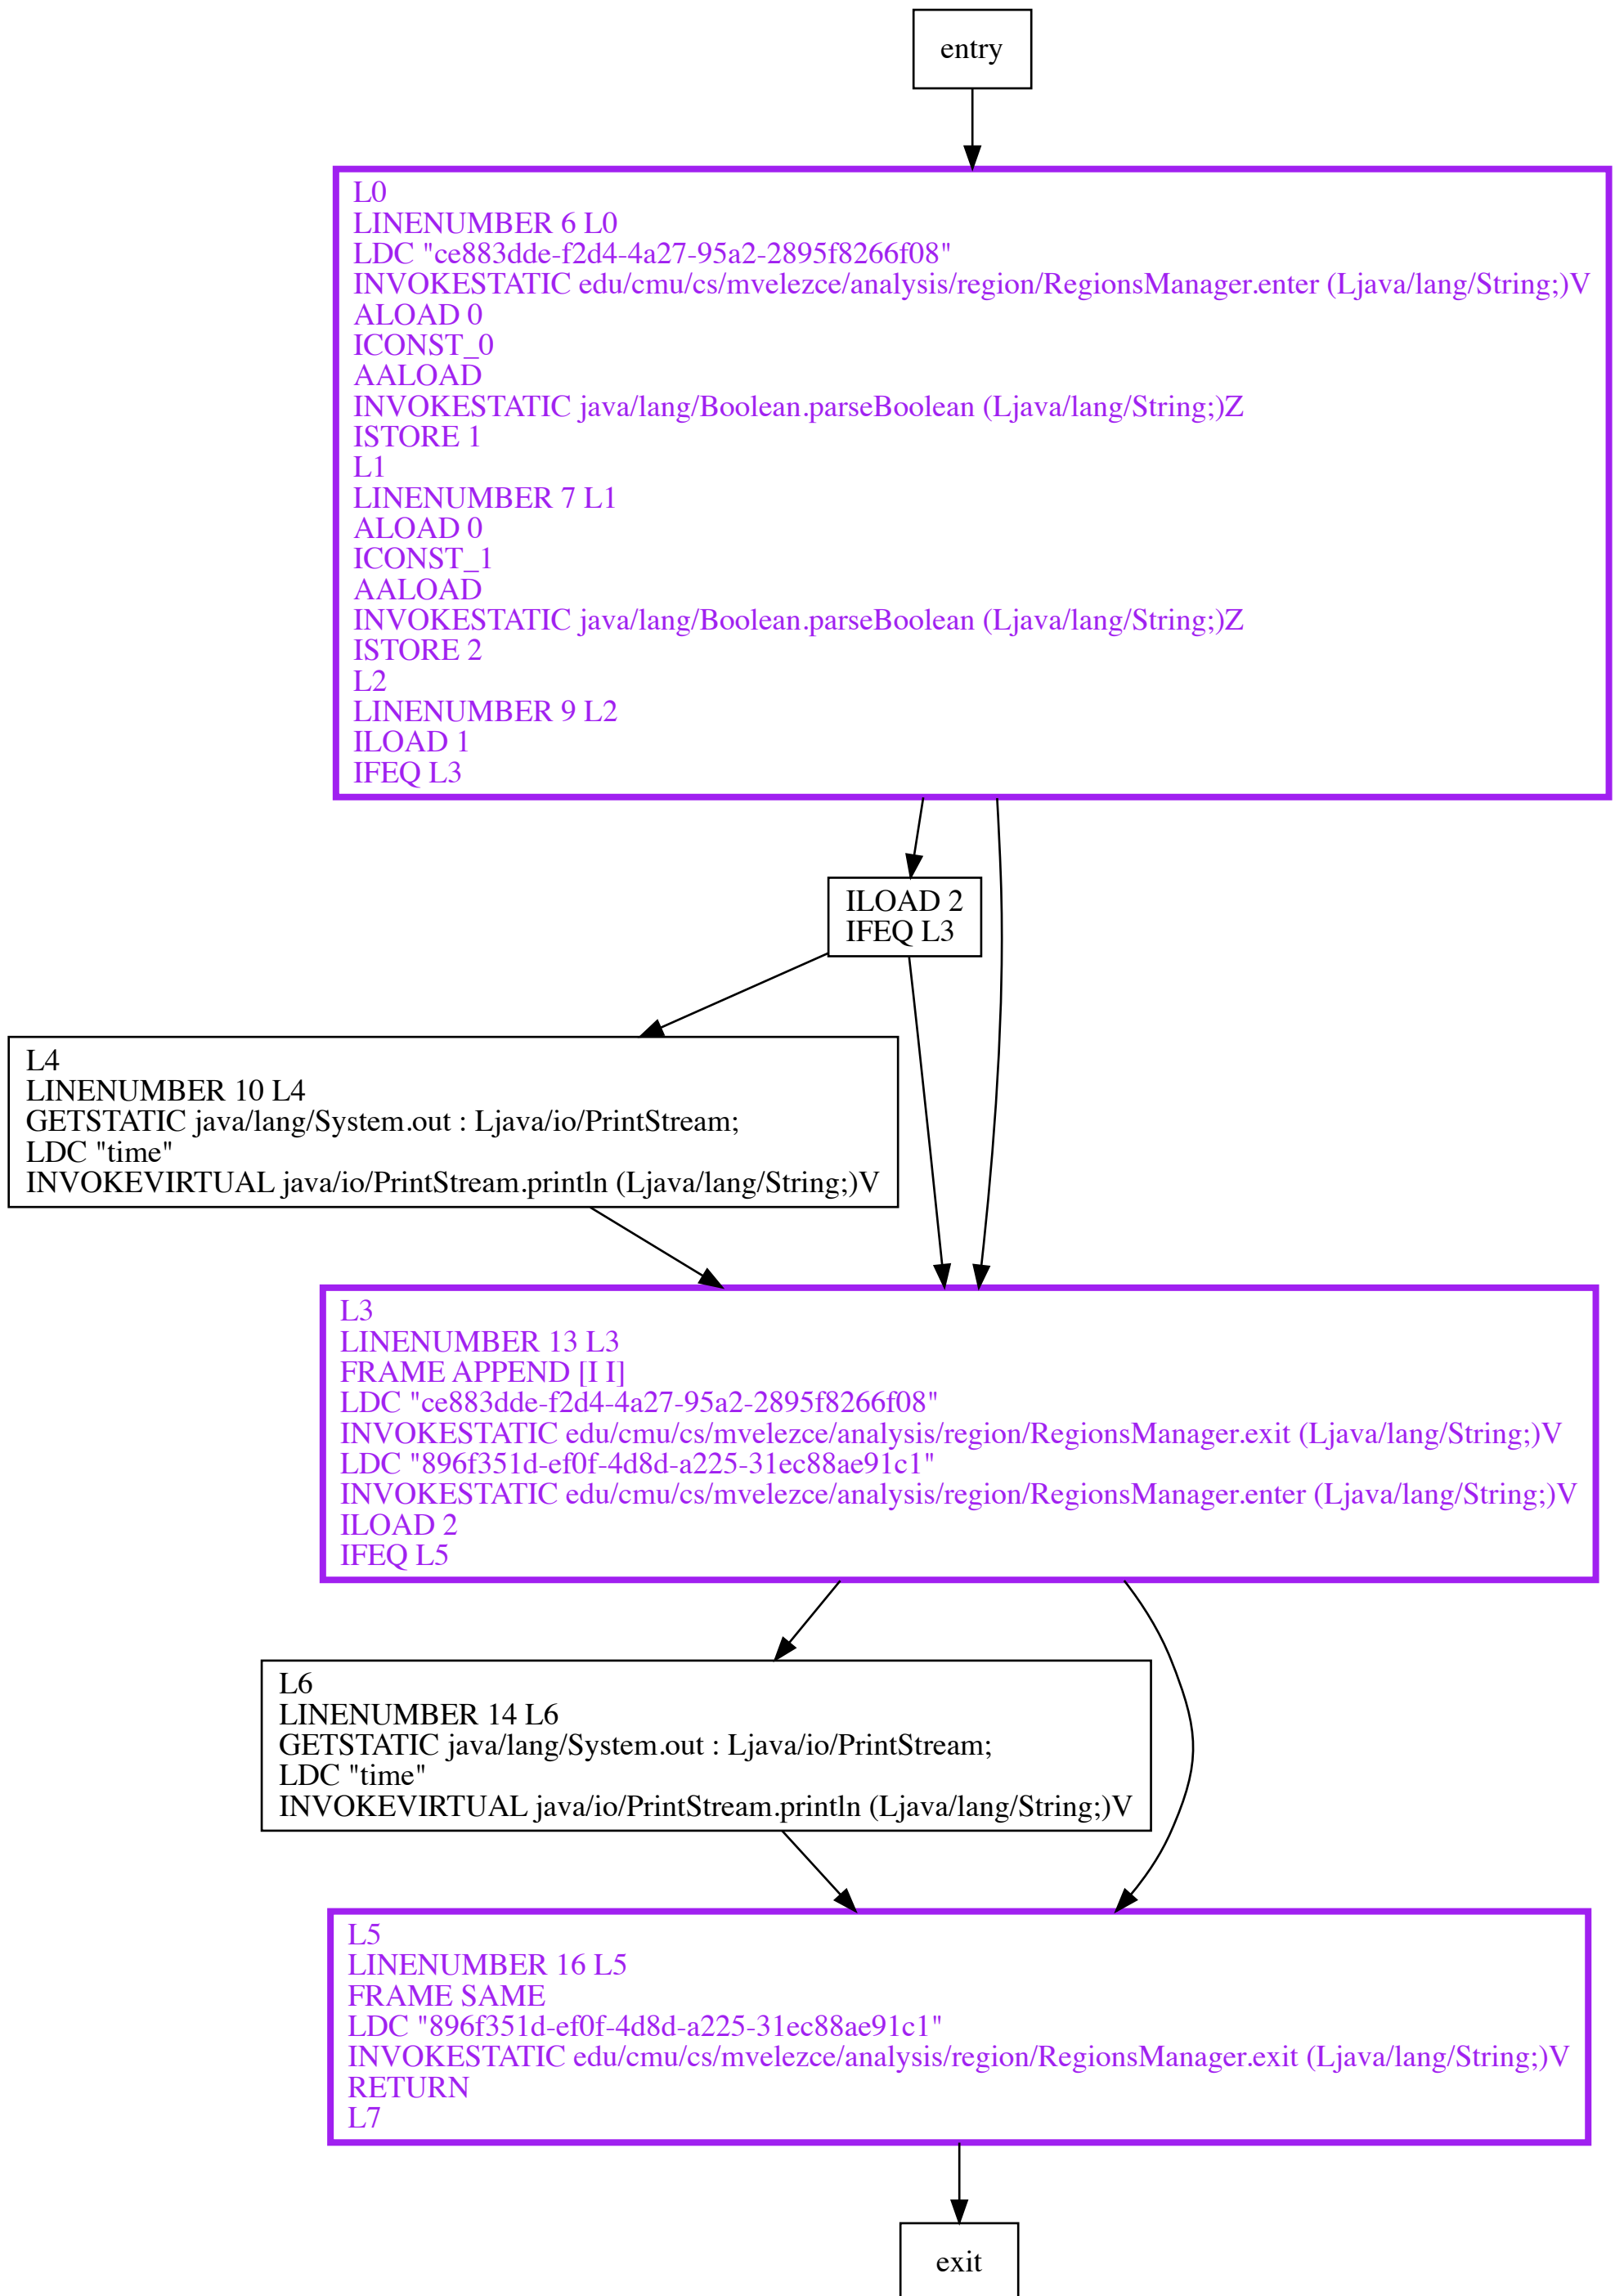 entry
L0
LINENUMBER 6 L0
LDC "ce883dde-f2d4-4a27-95a2-2895f8266f08"
INVOKESTATIC edu/cmu/cs/mvelezce/analysis/region/RegionsManager.enter (Ljava/lang/String;)V
ALOAD 0
ICONST_0
AALOAD
INVOKESTATIC java/lang/Boolean.parseBoolean (Ljava/lang/String;)Z
ISTORE 1
L1
LINENUMBER 7 L1
ALOAD 0
ICONST_1
AALOAD
INVOKESTATIC java/lang/Boolean.parseBoolean (Ljava/lang/String;)Z
ISTORE 2
L2
LINENUMBER 9 L2
ILOAD 1
IFEQ L3
ILOAD 2
IFEQ L3
L4
LINENUMBER 10 L4
GETSTATIC java/lang/System.out : Ljava/io/PrintStream;
LDC "time"
INVOKEVIRTUAL java/io/PrintStream.println (Ljava/lang/String;)V
L3
LINENUMBER 13 L3
FRAME APPEND [I I]
LDC "ce883dde-f2d4-4a27-95a2-2895f8266f08"
INVOKESTATIC edu/cmu/cs/mvelezce/analysis/region/RegionsManager.exit (Ljava/lang/String;)V
LDC "896f351d-ef0f-4d8d-a225-31ec88ae91c1"
INVOKESTATIC edu/cmu/cs/mvelezce/analysis/region/RegionsManager.enter (Ljava/lang/String;)V
ILOAD 2
IFEQ L5
L6
LINENUMBER 14 L6
GETSTATIC java/lang/System.out : Ljava/io/PrintStream;
LDC "time"
INVOKEVIRTUAL java/io/PrintStream.println (Ljava/lang/String;)V
L5
LINENUMBER 16 L5
FRAME SAME
LDC "896f351d-ef0f-4d8d-a225-31ec88ae91c1"
INVOKESTATIC edu/cmu/cs/mvelezce/analysis/region/RegionsManager.exit (Ljava/lang/String;)V
RETURN
L7
exit